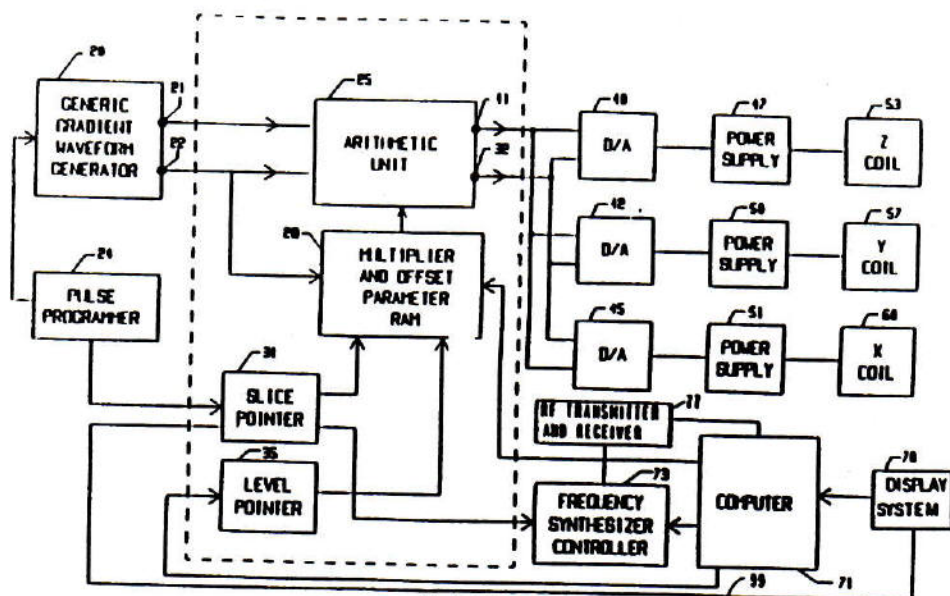 20
GENERIC
GRADIENT
WAVEFORM
GENERATOR
21
22
24
PULSE
PROGRAMMER
25
ARITHMETIC
UNIT
41
32
28
MULTIPLIER
AND OFFSET
PARAMETER
RAM
31
SLICE
POINTER
35
LEVEL
POINTER
40
D/A
47
POWER
SUPPLY
53
Z
COIL
42
D/A
50
POWER
SUPPLY
57
Y
COIL
45
D/A
51
POWER
SUPPLY
60
X
COIL
77
RF TRANSMITTER
AND RECEIVER
73
FREQUENCY
SYNTHESIZER
CONTROLLER
COMPUTER
71
70
DISPLAY
SYSTEM
99